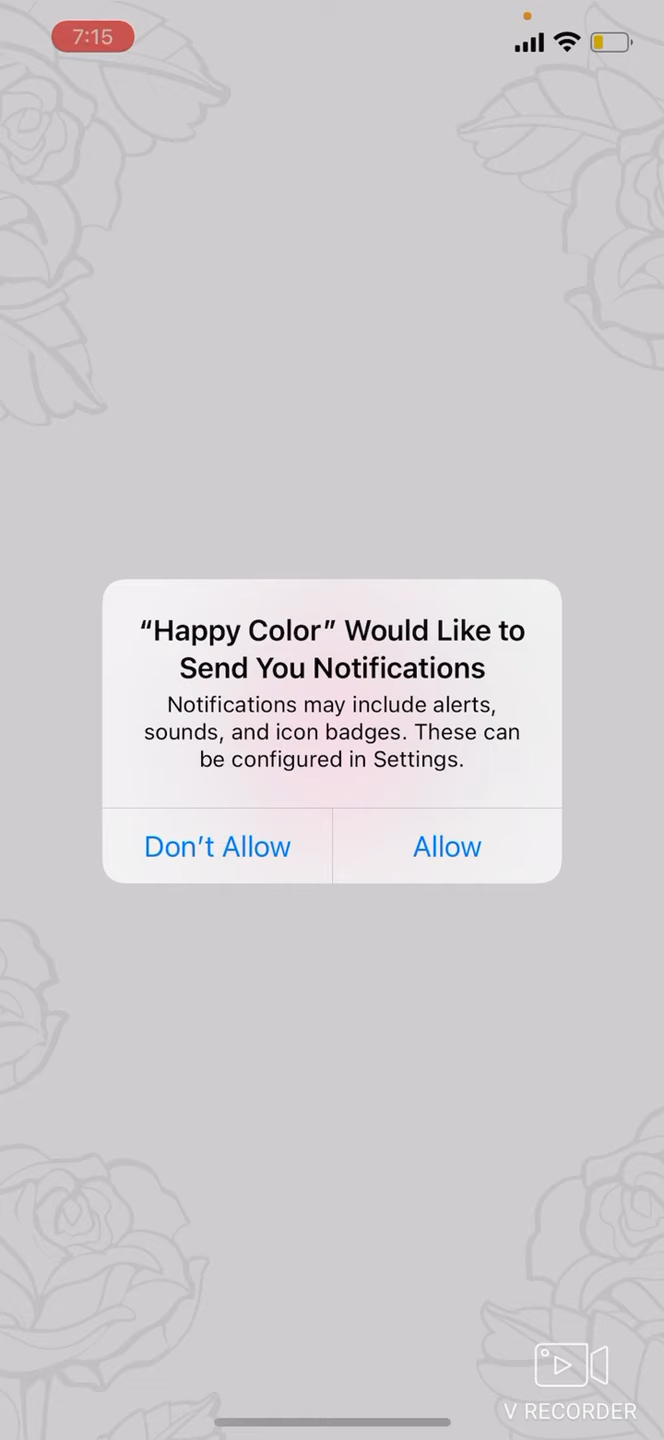 7:15
“Happy Color” Would Like to
Send You Notifications
Notifications may include alerts,
sounds, and icon badges. These can
be configured in Settings.
Don’t Allow
Allow
V RECORDER